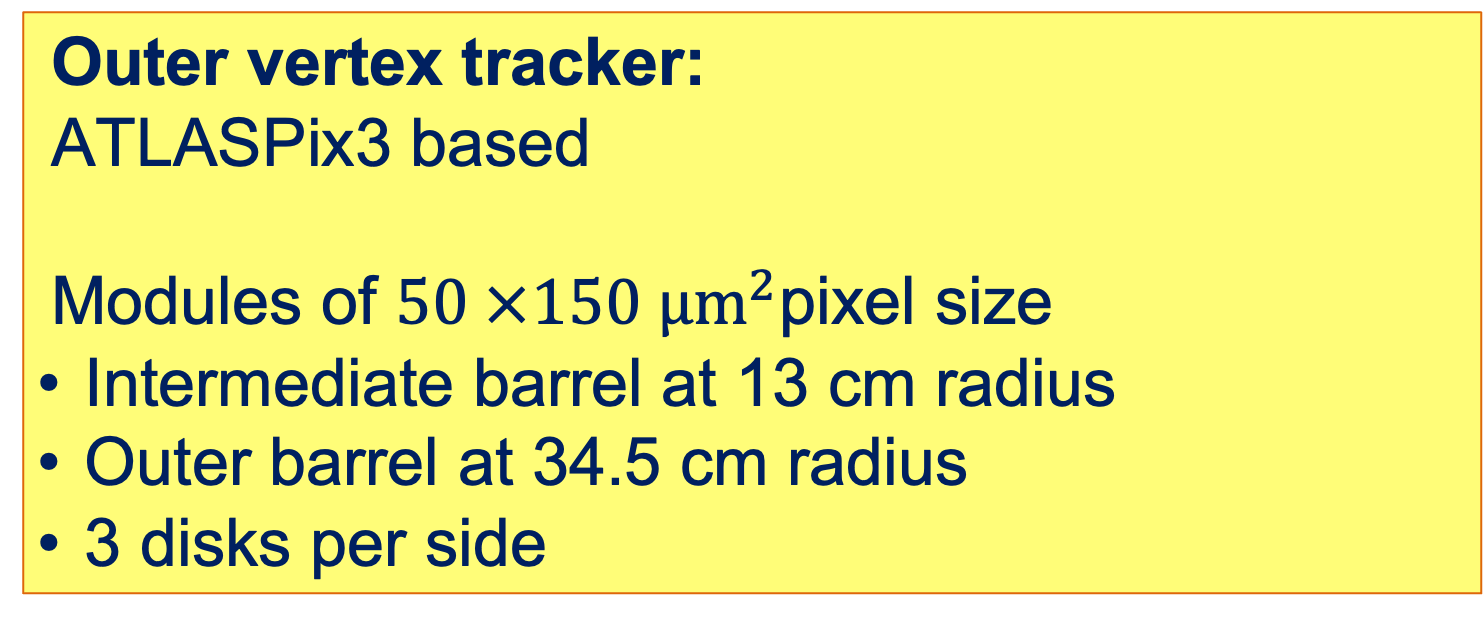 Outer vertex tracker:
ATLASPix3 based
Modules of 50 ×150 μm²pixel size
• Intermediate barrel at 13 cm radius
• Outer barrel at 34.5 cm radius
• 3 disks per side